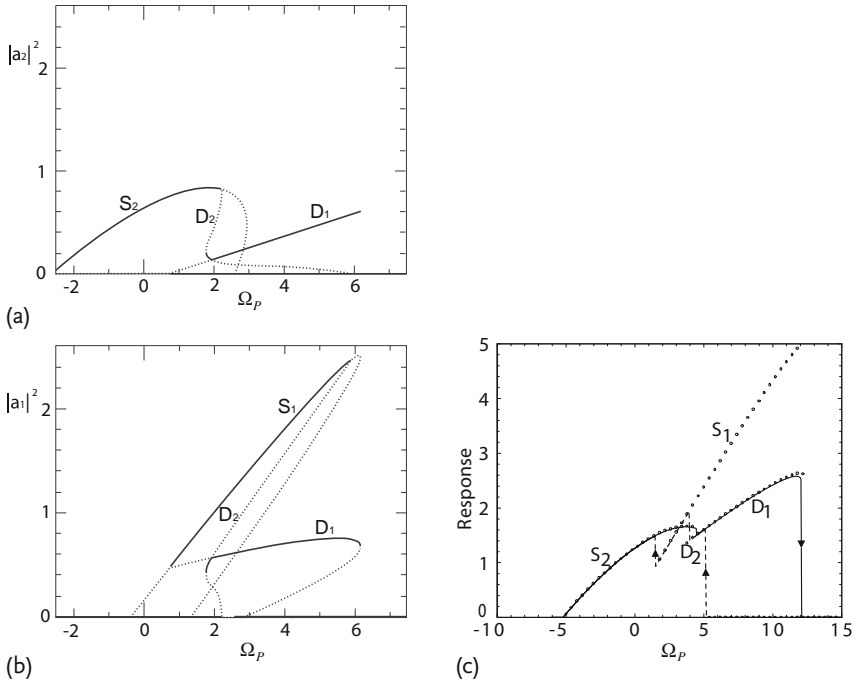 |a₂|²
2
1
0
S₂
D₂
D₁
-2
0
2
4
6
Ω_P
(a)
|a₁|²
2
1
0
S₁
D₂
D₁
-2
0
2
4
6
Ω_P
(b)
Response
5
4
3
2
1
0
S₁
S₂
D₂
D₁
-10
-5
0
5
10
15
Ω_P
(c)